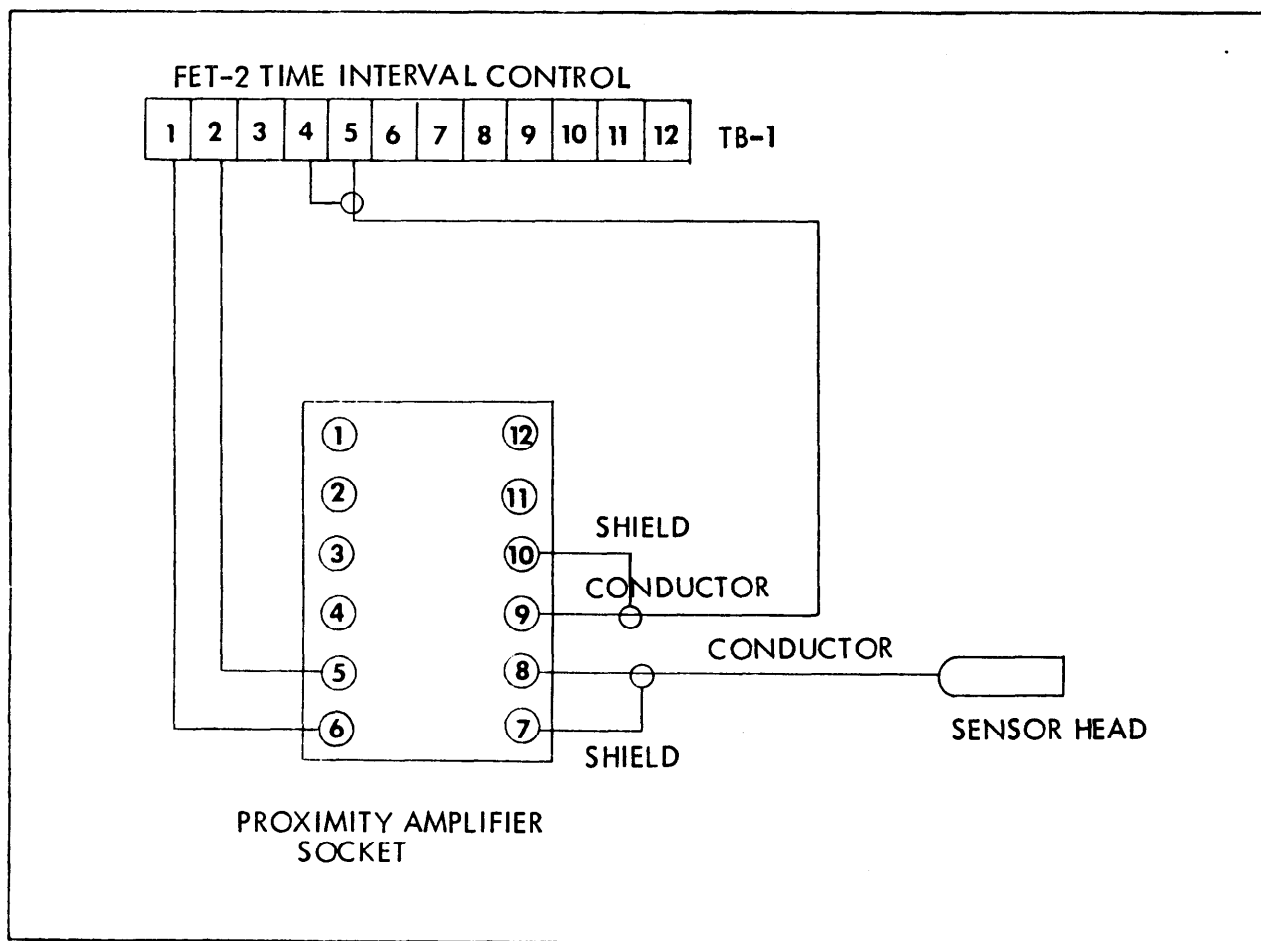 FET-2 TIME INTERVAL CONTROL
1 2 3 4 5 6 7 8 9 10 11 12 TB-1
1 12
2 11
SHIELD
3 10
CONDUCTOR
4 9
CONDUCTOR
5 8
6 7
SENSOR HEAD
SHIELD
PROXIMITY AMPLIFIER
SOCKET